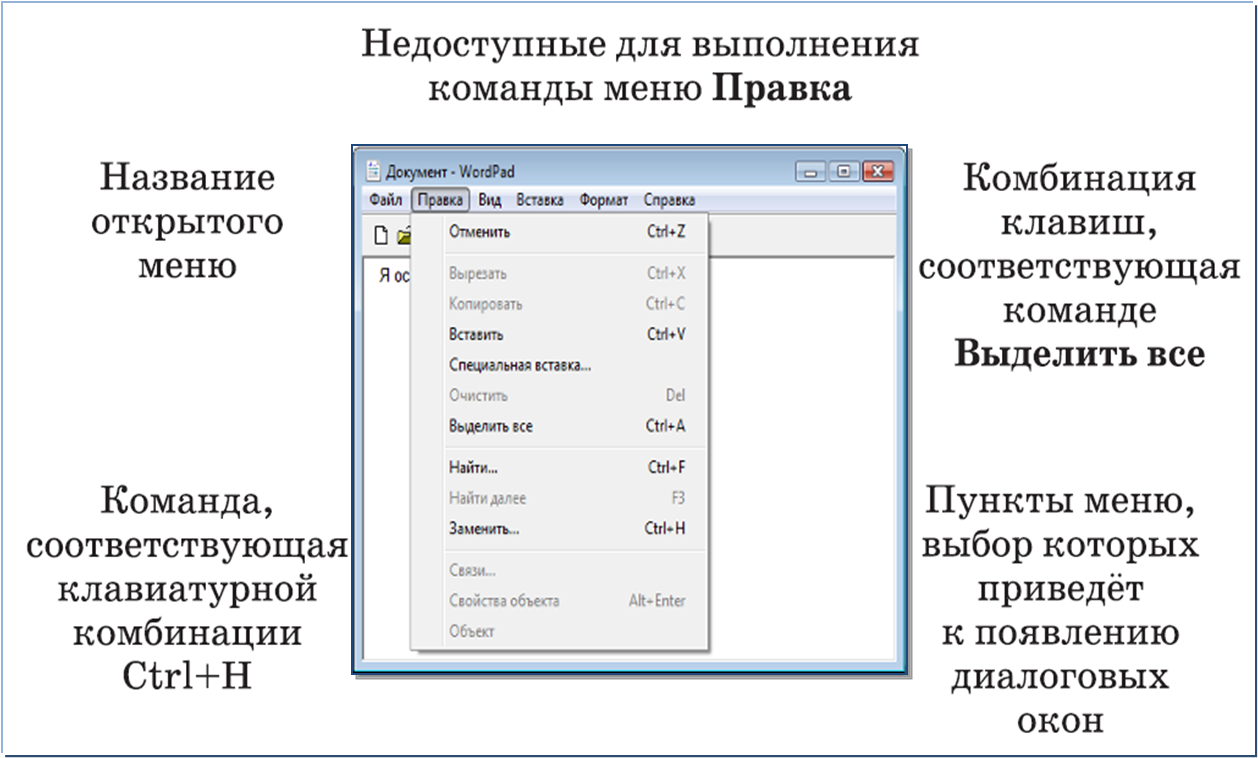 Недоступные для выполнения
команды меню Правка
Название
открытого
меню
Документ - WordPad
Файл Правка Вид Вставка Формат Справка
Отменить Ctrl+Z
Я ос
Вырезать Ctrl+X
Копировать Ctrl+C
Вставить Ctrl+V
Специальная вставка...
Очистить Del
Выделить все Ctrl+A
Найти... Ctrl+F
Найти далее F3
Заменить... Ctrl+H
Связи...
Свойства объекта Alt+Enter
Объект
Комбинация
клавиш,
соответствующая
команде
Выделить все
Команда,
соответствующая
клавиатурной
комбинации
Ctrl+H
Пункты меню,
выбор которых
приведёт
к появлению
диалоговых
окон